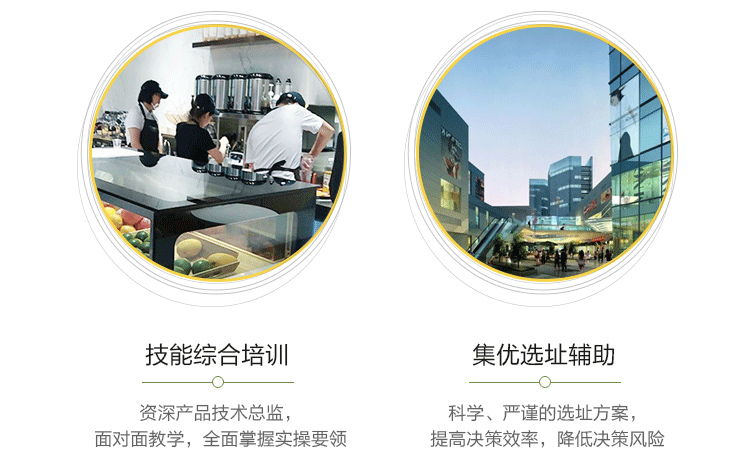 技能综合培训
资深产品技术总监，
面对面教学，全面掌握实操要领
集优选址辅助
科学、严谨的选址方案，
提高决策效率，降低决策风险